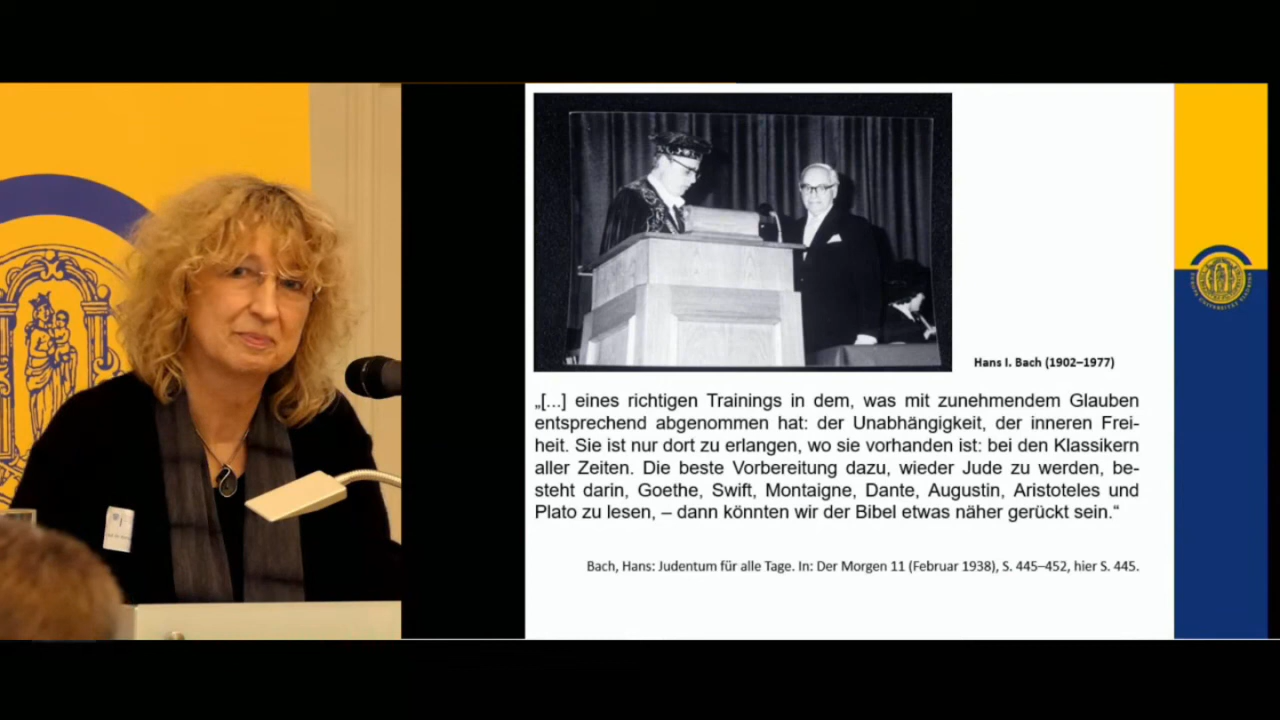 Hans I. Bach (1902–1977)
„[...] eines richtigen Trainings in dem, was mit zunehmendem Glauben
entsprechend abgenommen hat: der Unabhängigkeit, der inneren Frei-
heit. Sie ist nur dort zu erlangen, wo sie vorhanden ist: bei den Klassikern
aller Zeiten. Die beste Vorbereitung dazu, wieder Jude zu werden, be-
steht darin, Goethe, Swift, Montaigne, Dante, Augustin, Aristoteles und
Plato zu lesen, – dann könnten wir der Bibel etwas näher gerückt sein.“
Bach, Hans: Judentum für alle Tage. In: Der Morgen 11 (Februar 1938), S. 445–452, hier S. 445.